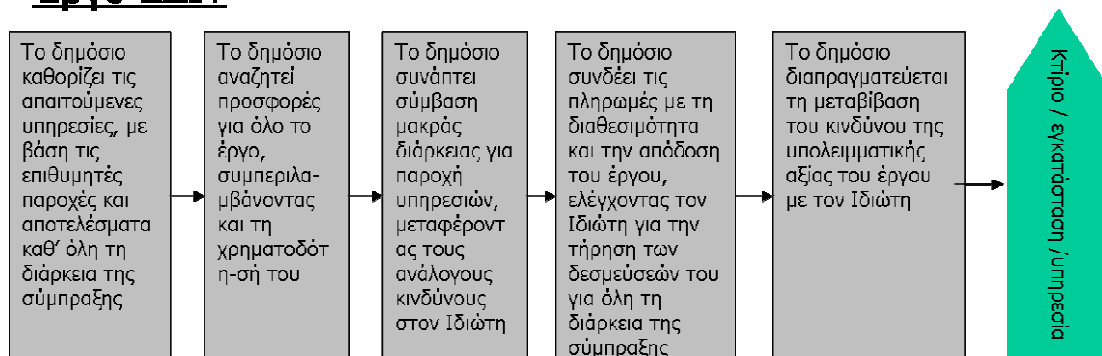 Το δημόσιο
καθορίζει τις
απαιτούμενες
υπηρεσίες, με
βάση τις
επιθυμητές
παροχές και
αποτελέσματα
καθ’ όλη τη
διάρκεια της
σύμπραξης
Το δημόσιο
αναζητεί
προσφορές
για όλο το
έργο,
συμπεριλα-
μβάνοντας
και τη
χρηματοδότ
η-σή του
Το δημόσιο
συνάπτει
σύμβαση
μακράς
διάρκειας για
παροχή
υπηρεσιών,
μεταφέροντ
ας τους
ανάλογους
κινδύνους
στον Ιδιώτη
Το δημόσιο
συνδέει τις
πληρωμές με τη
διαθεσιμότητα
και την απόδοση
του έργου,
ελέγχοντας τον
Ιδιώτη για την
τήρηση των
δεσμεύσεών του
για όλη τη
διάρκεια της
σύμπραξης
Το δημόσιο
διαπραγματεύεται
τη μεταβίβαση
του κινδύνου της
υπολειμματικής
αξίας του έργου
με τον Ιδιώτη
Κτίριο / εγκατάσταση /υπηρεσία